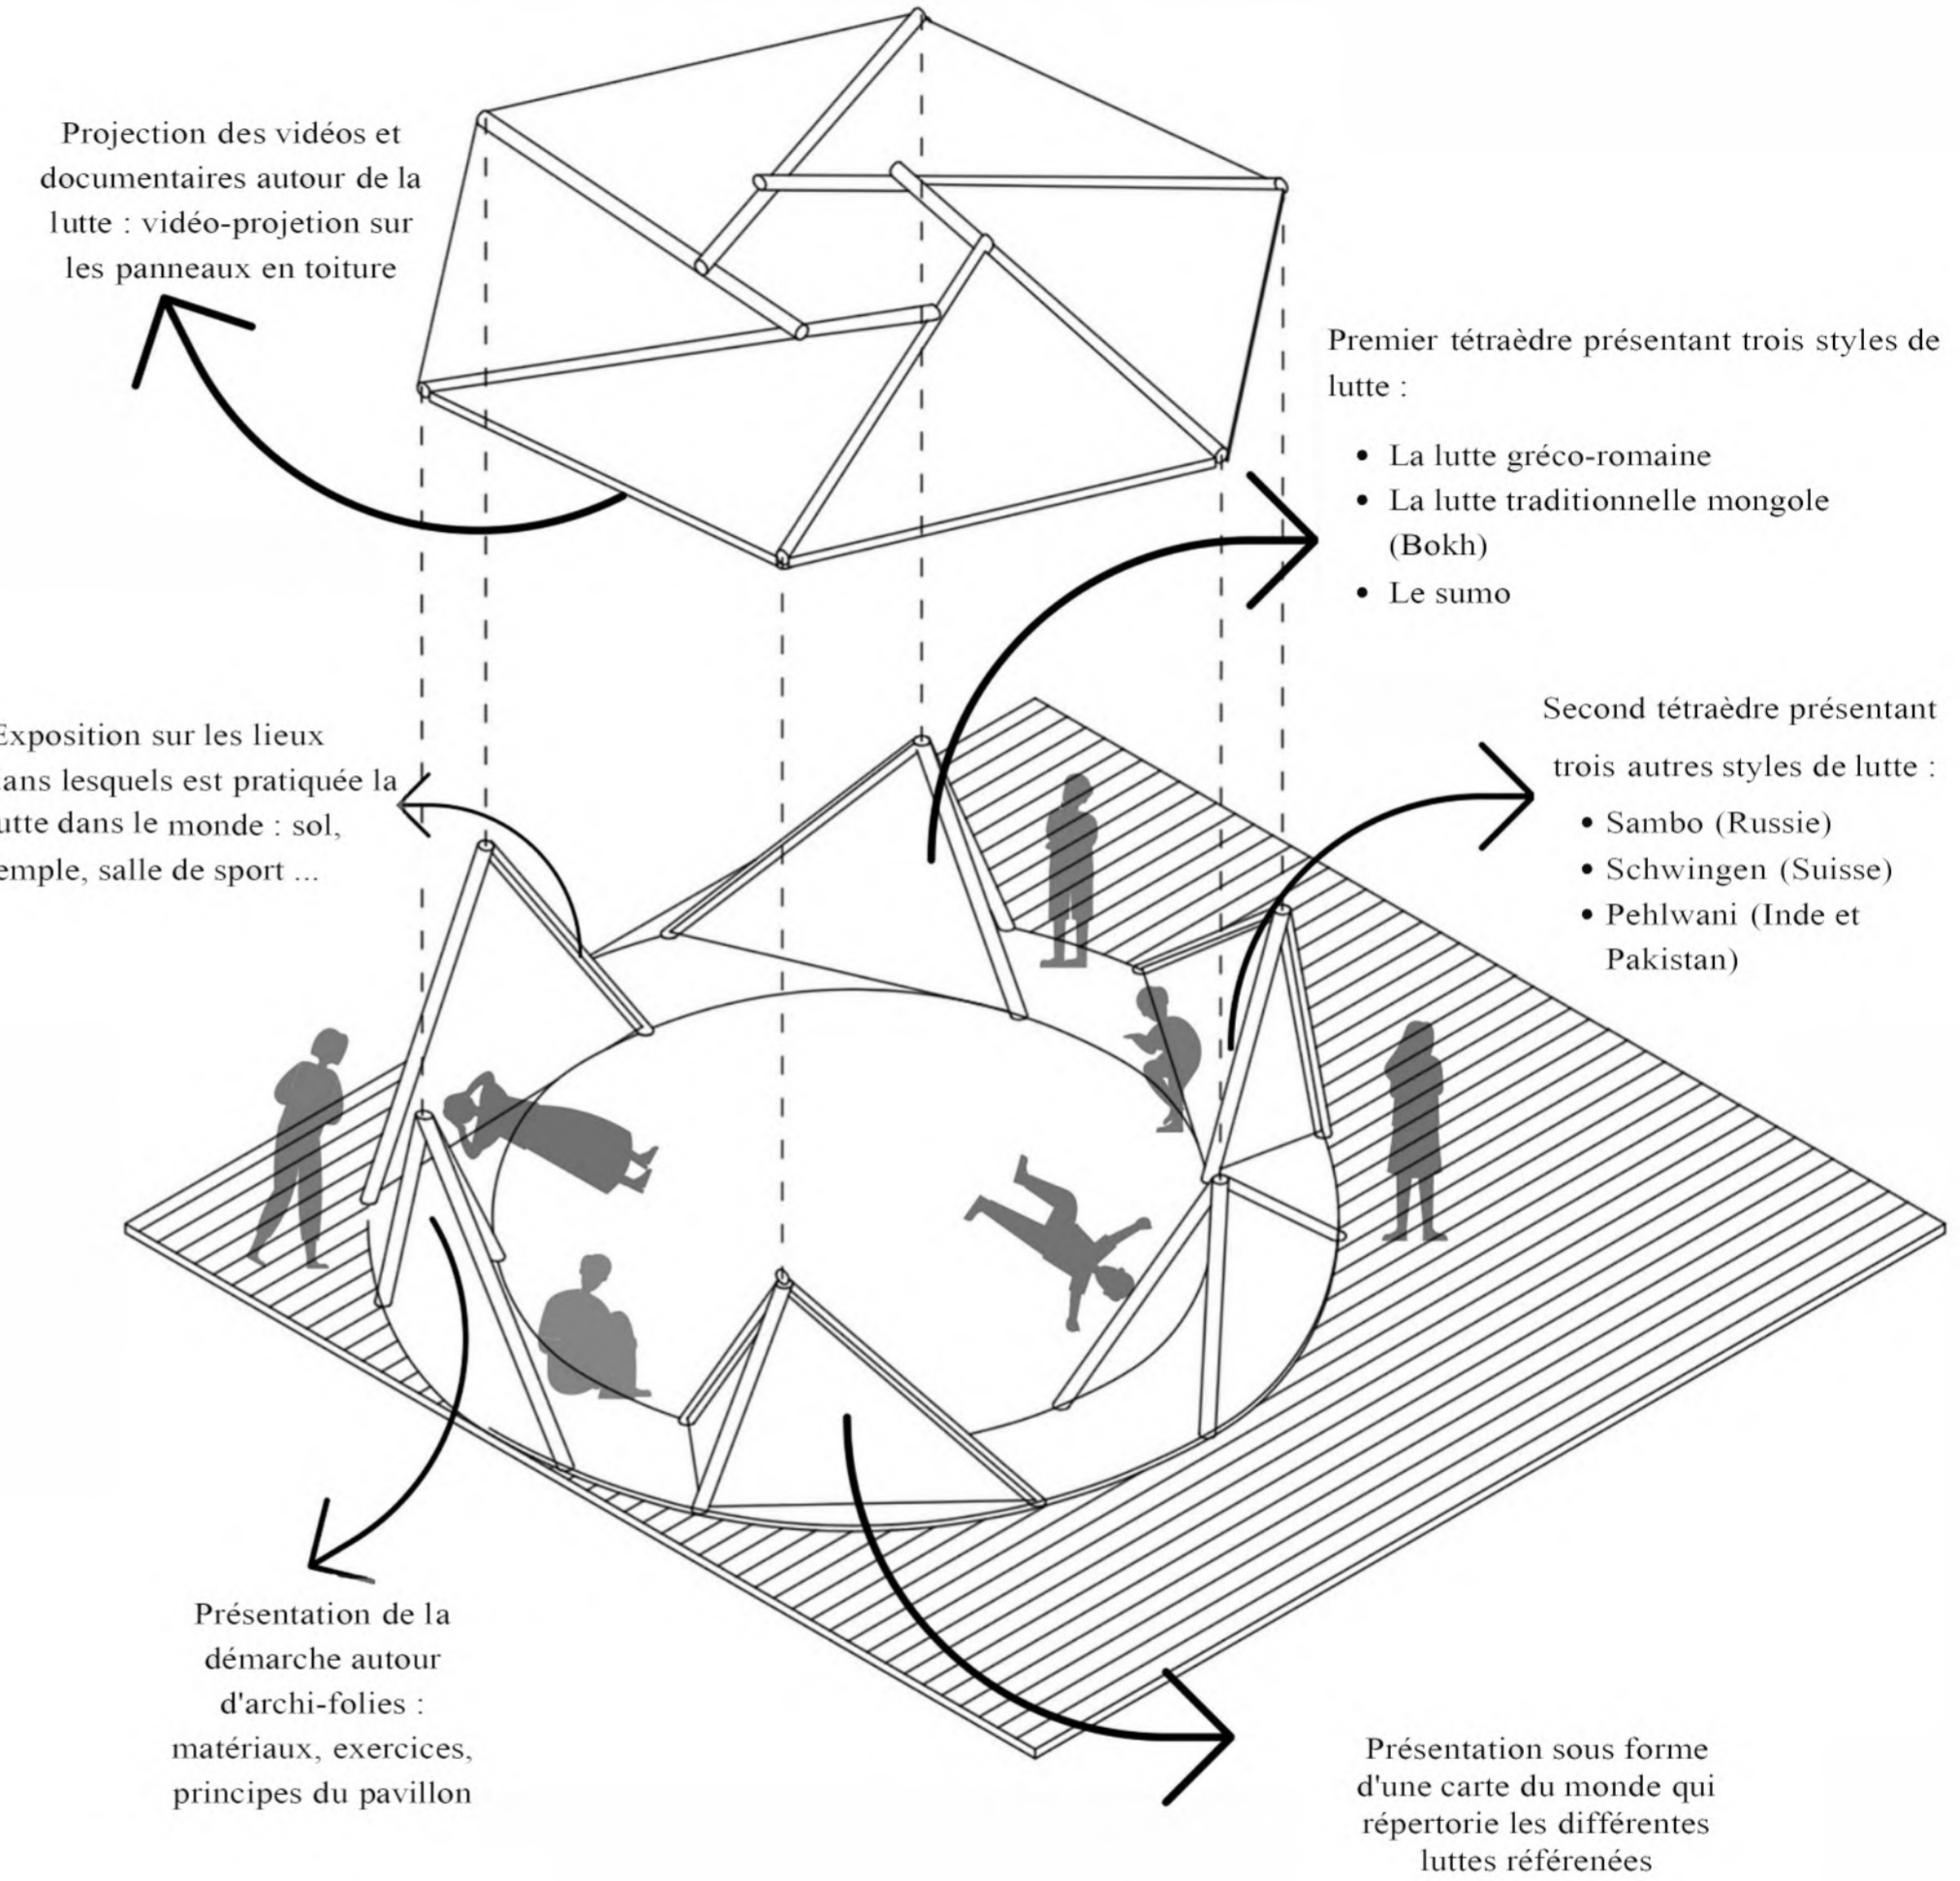 Projection des vidéos et
documentaires autour de la
lutte : vidéo-projetion sur
les panneaux en toiture
Premier tétraèdre présentant trois styles de
lutte :
• La lutte gréco-romaine
• La lutte traditionnelle mongole
(Bokh)
• Le sumo
Exposition sur les lieux
dans lesquels est pratiquée la
lutte dans le monde : sol,
temple, salle de sport ...
Second tétraèdre présentant
trois autres styles de lutte :
• Sambo (Russie)
• Schwingen (Suisse)
• Pehlwani (Inde et
Pakistan)
Présentation de la
démarche autour
d'archi-folies :
matériaux, exercices,
principes du pavillon
Présentation sous forme
d'une carte du monde qui
répertorie les différentes
luttes référenées